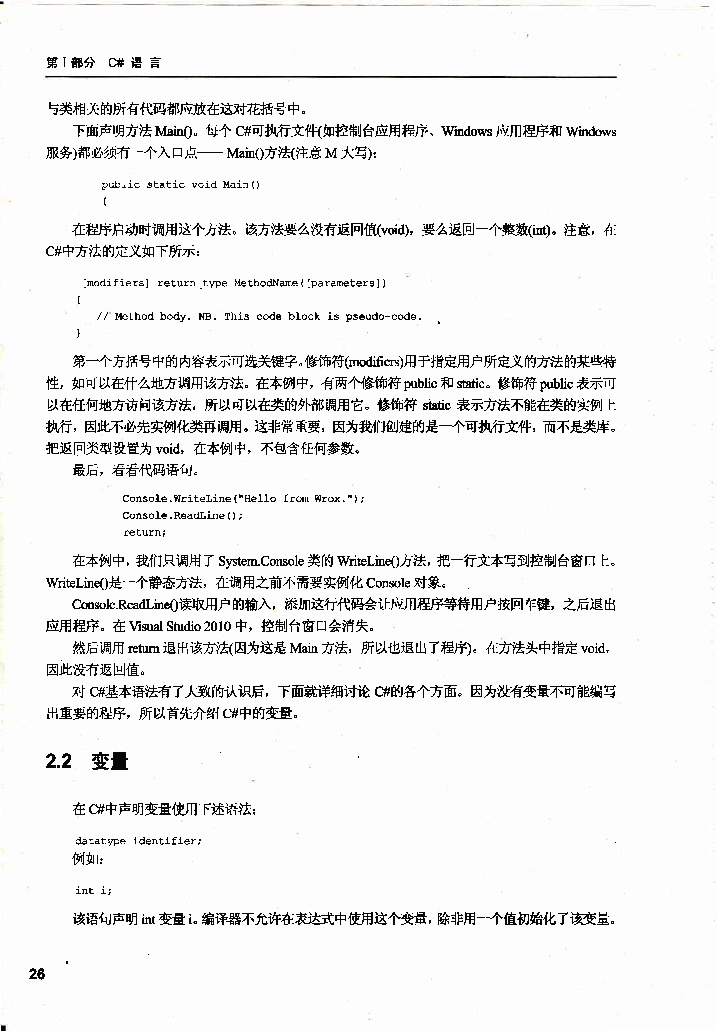 第 I 部分 C# 语 言
与类相关的所有代码都应放在这对花括号中。
下面声明方法 Main()。每个 C#可执行文件(如控制台应用程序、Windows 应用程序和 Windows
服务)都必须有一个入口点—— Main()方法(注意 M 大写):
public static void Main()
{
在程序启动时调用这个方法。该方法要么没有返回值(void)，要么返回一个整数(int)。注意，在
C#中方法的定义如下所示：
[modifiers] return_type MethodName([parameters])
{
// Method body. NB. This code block is pseudo-code.
}
第一个方括号中的内容表示可选关键字。修饰符(modifiers)用于指定用户所定义的方法的某些特
性，如可以在什么地方调用该方法。在本例中，有两个修饰符 public 和 static。修饰符 public 表示可
以在任何地方访问该方法，所以可以在类的外部调用它。修饰符 static 表示方法不能在类的实例上
执行，因此不必先实例化类再调用。这非常重要，因为我们创建的是一个可执行文件，而不是类库。
把返回类型设置为 void，在本例中，不包含任何参数。
最后，看看代码语句。
Console.WriteLine("Hello from Wrox.");
Console.ReadLine();
return;
在本例中，我们只调用了 System.Console 类的 WriteLine()方法，把一行文本写到控制台窗口上。
WriteLine()是一个静态方法，在调用之前不需要实例化 Console 对象。
Console.ReadLine()读取用户的输入，添加这行代码会让应用程序等待用户按回车键，之后退出
应用程序。在 Visual Studio 2010 中，控制台窗口会消失。
然后调用 return 退出该方法(因为这是 Main 方法，所以也退出了程序)。在方法头中指定 void，
因此没有返回值。
对 C#基本语法有了大致的认识后，下面就详细讨论 C#的各个方面。因为没有变量不可能编写
出重要的程序，所以首先介绍 C#中的变量。
2.2 变量
在 C#中声明变量使用下述语法：
datatype identifier;
例如：
int i;
该语句声明 int 变量 i。编译器不允许在表达式中使用这个变量，除非用一个值初始化了该变量。
26